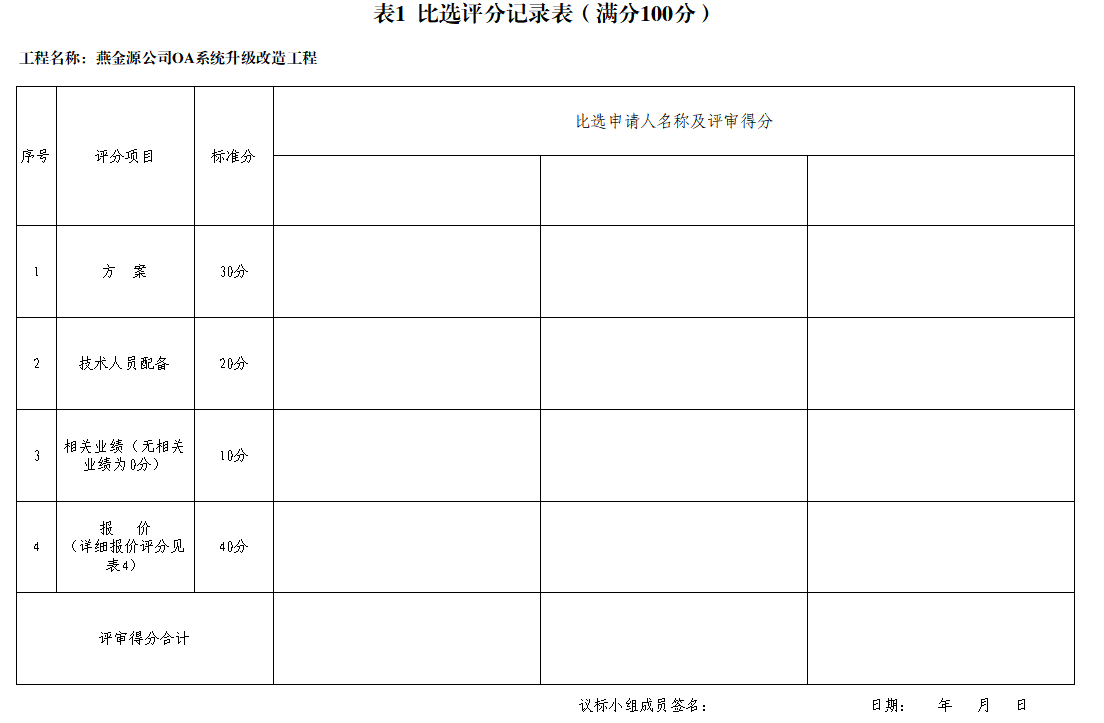 表1 比选评分记录表（满分100分）
工程名称：燕金源公司OA系统升级改造工程
序号 评分项目 标准分 比选申请人名称及评审得分
1 方 案 30分
2 技术人员配备 20分
3 相关业绩（无相关
业绩为0分） 10分
4 报 价
（详细报价评分见
表4） 40分
评审得分合计
议标小组成员签名： 日期： 年 月 日